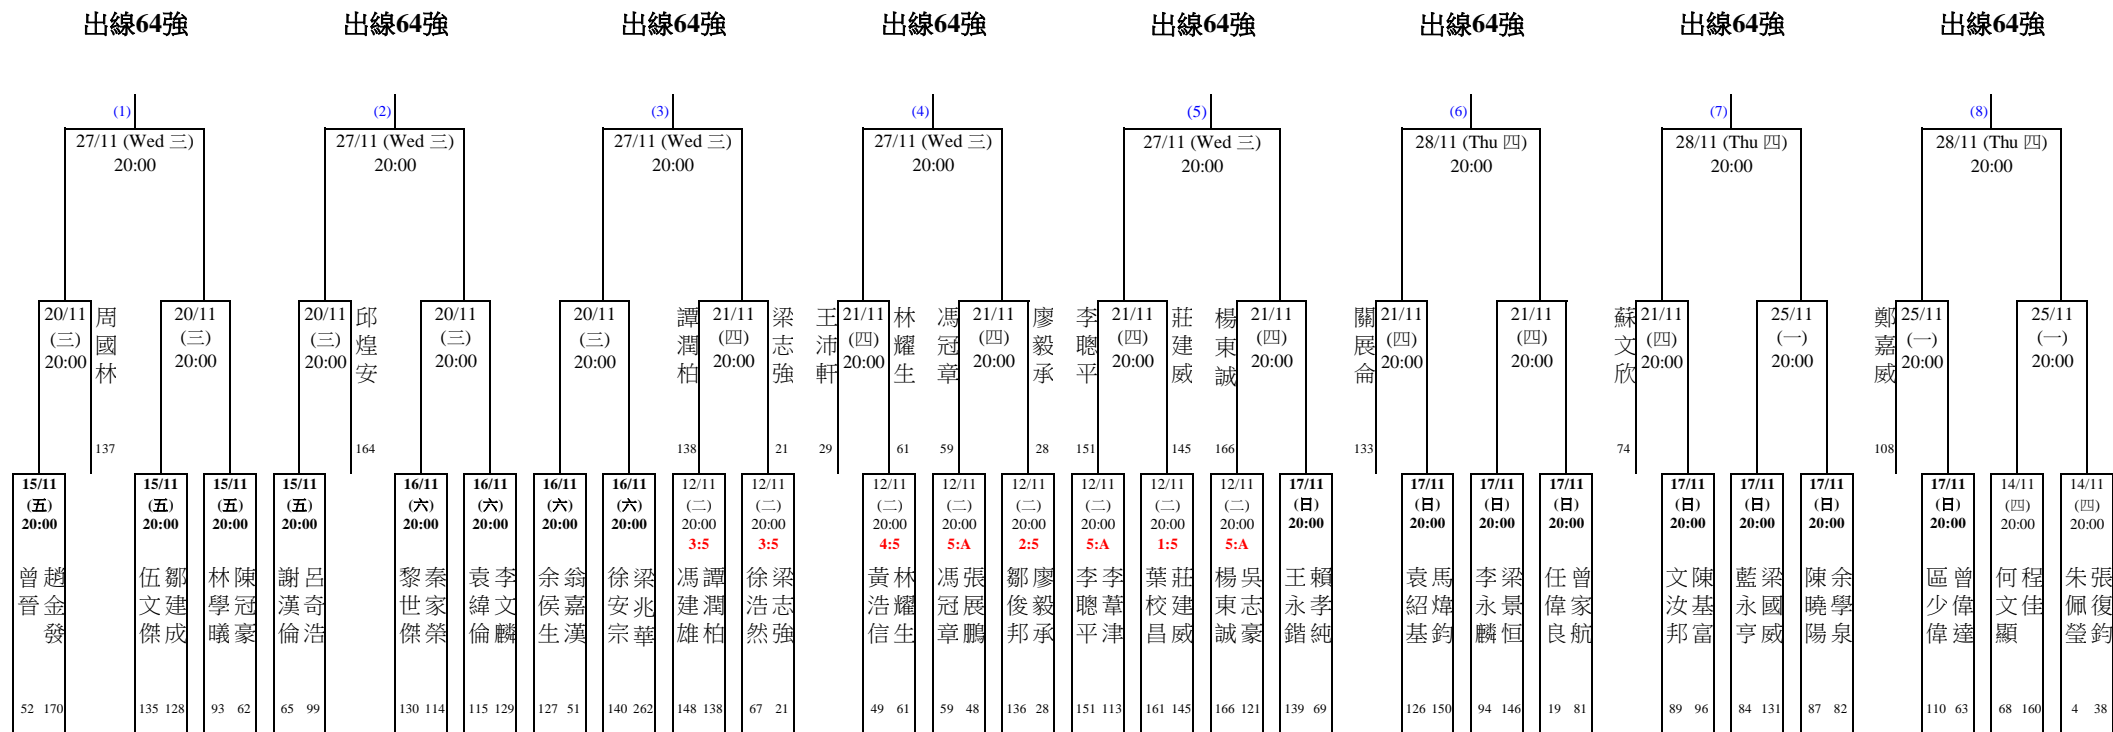 出線64強 出線64強 出線64強 出線64強 出線64強 出線64強 出線64強 出線64強
(1) (2) (3) (4) (5) (6) (7) (8)
27/11 (Wed 三) 27/11 (Wed 三) 27/11 (Wed 三) 27/11 (Wed 三) 27/11 (Wed 三) 28/11 (Thu 四) 28/11 (Thu 四) 28/11 (Thu 四)
20:00 20:00 20:00 20:00 20:00 20:00 20:00 20:00
20/11 (三) 20:00
周國林
137
20/11 (三) 20:00
20/11 (三) 20:00
邱煌安
164
20/11 (三) 20:00
20/11 (三) 20:00
譚潤柏
138
21/11 (四) 20:00
梁志強
21
王沛軒
29
21/11 (四) 20:00
林耀生
61
馮冠章
59
21/11 (四) 20:00
廖毅承
28
李聰平
151
21/11 (四) 20:00
莊建威
145
楊東誠
166
21/11 (四) 20:00
關展侖
133
21/11 (四) 20:00
21/11 (四) 20:00
蘇文欣
74
21/11 (四) 20:00
25/11 (一) 20:00
鄭嘉威
108
25/11 (一) 20:00
25/11 (一) 20:00
15/11 (五) 20:00
曾晉 趙金發
52 170
15/11 (五) 20:00
伍文傑 鄒建成
135 128
15/11 (五) 20:00
林學曦 陳冠豪
93 62
15/11 (五) 20:00
謝漢倫 呂奇浩
65 99
16/11 (六) 20:00
黎世傑 秦家榮
130 114
16/11 (六) 20:00
袁緯倫 李文麟
115 129
16/11 (六) 20:00
余侯生 翁嘉漢
127 51
16/11 (六) 20:00
徐安宗 梁兆華
140 262
12/11 (二) 20:00
3:5
馮建雄 譚潤柏
148 138
12/11 (二) 20:00
3:5
徐浩然 梁志強
67 21
12/11 (二) 20:00
4:5
黃浩信 林耀生
49 61
12/11 (二) 20:00
5:A
馮冠章 張展鵬
59 48
12/11 (二) 20:00
2:5
鄒俊邦 廖毅承
136 28
12/11 (二) 20:00
5:A
李聰平 李葦津
151 113
12/11 (二) 20:00
1:5
葉校昌 莊建威
161 145
12/11 (二) 20:00
5:A
楊東誠 吳志豪
166 121
17/11 (日) 20:00
王永鍇 賴孝純
139 69
17/11 (日) 20:00
袁紹基 馬煒鈞
126 150
17/11 (日) 20:00
李永麟 梁景恒
94 146
17/11 (日) 20:00
任偉良 曾家航
19 81
17/11 (日) 20:00
文汝邦 陳基富
89 96
17/11 (日) 20:00
藍永亨 梁國威
84 131
17/11 (日) 20:00
陳曉陽 余學泉
87 82
17/11 (日) 20:00
區少偉 曾偉達
110 63
14/11 (四) 20:00
何文顯 程佳
68 160
14/11 (四) 20:00
朱佩瑩 張復鈞
4 38